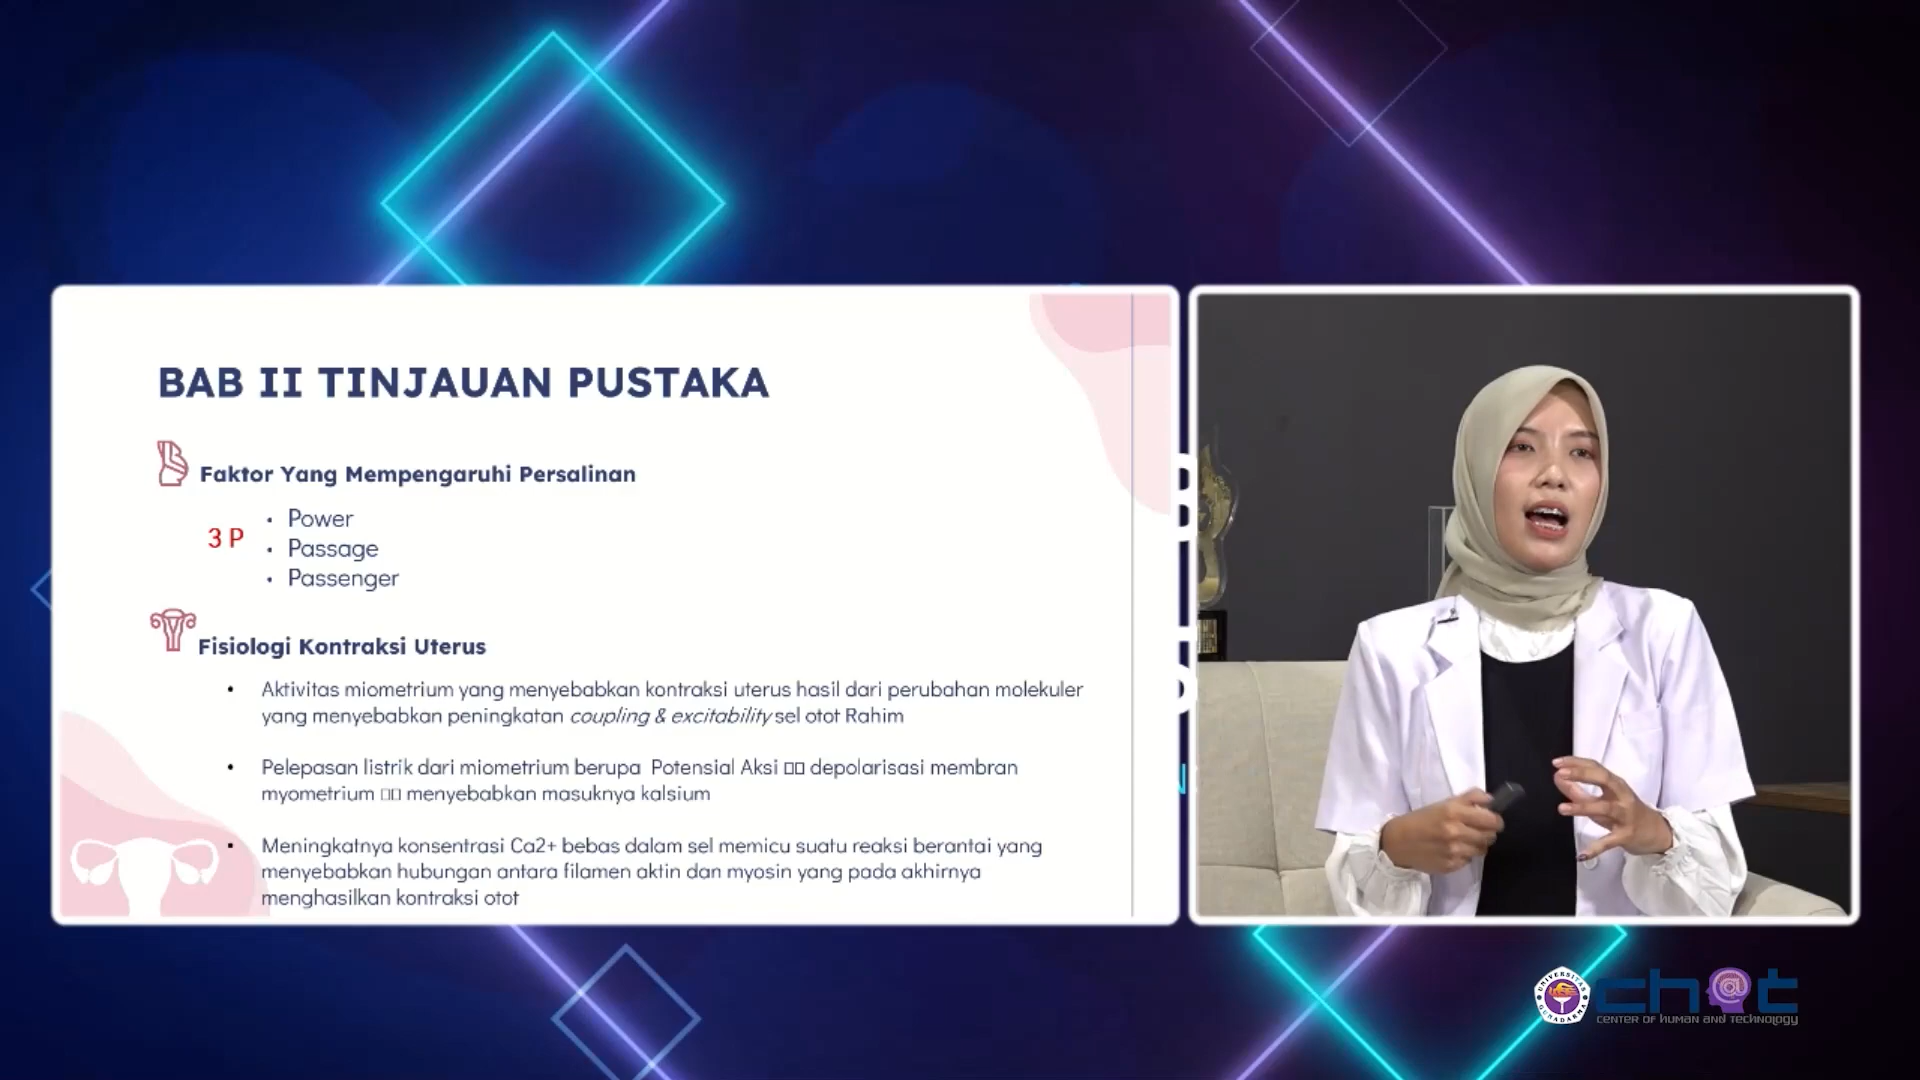 BAB II TINJAUAN PUSTAKA
Faktor Yang Mempengaruhi Persalinan
3 P
• Power
• Passage
• Passenger
Fisiologi Kontraksi Uterus
• Aktivitas miometrium yang menyebabkan kontraksi uterus hasil dari perubahan molekuler
yang menyebabkan peningkatan coupling & excitability sel otot Rahim
• Pelepasan listrik dari miometrium berupa Potensial Aksi □□ depolarisasi membran
myometrium □□ menyebabkan masuknya kalsium
• Meningkatnya konsentrasi Ca2+ bebas dalam sel memicu suatu reaksi berantai yang
menyebabkan hubungan antara filamen aktin dan myosin yang pada akhirnya
menghasilkan kontraksi otot
UNIVERSITAS GUNADARMA
ch@t
CENTER OF HUMAN AND TECHNOLOGY